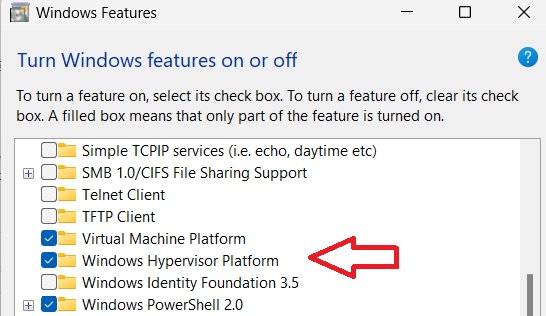 Windows Features
Turn Windows features on or off
?
To turn a feature on, select its check box. To turn a feature off, clear its check
box. A filled box means that only part of the feature is turned on.
Simple TCPIP services (i.e. echo, daytime etc)
SMB 1.0/CIFS File Sharing Support
Telnet Client
TFTP Client
Virtual Machine Platform
Windows Hypervisor Platform
Windows Identity Foundation 3.5
Windows PowerShell 2.0